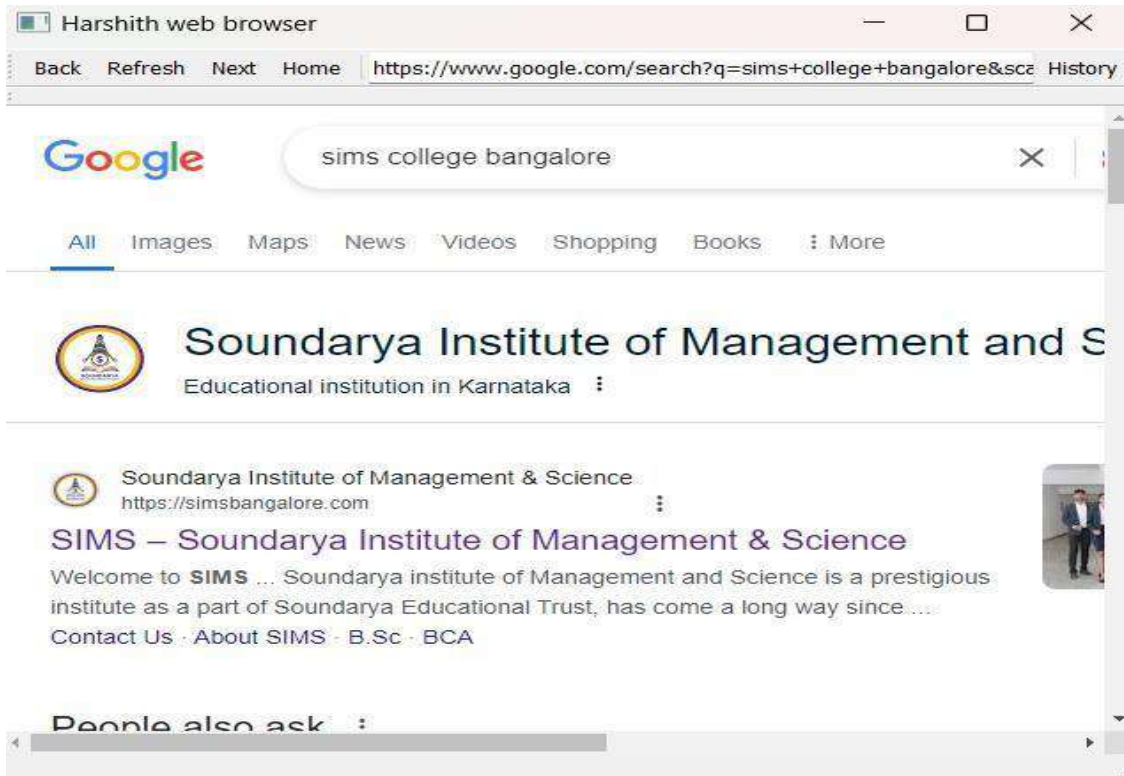 Harshith web browser
Back Refresh Next Home https://www.google.com/search?q=sims+college+bangalore&sca History
Google sims college bangalore
All Images Maps News Videos Shopping Books More
Soundarya Institute of Management and S
Educational institution in Karnataka
Soundarya Institute of Management & Science
https://simsbangalore.com
SIMS – Soundarya Institute of Management & Science
Welcome to SIMS ... Soundarya institute of Management and Science is a prestigious
institute as a part of Soundarya Educational Trust, has come a long way since ...
Contact Us · About SIMS · B.Sc · BCA
People also ask